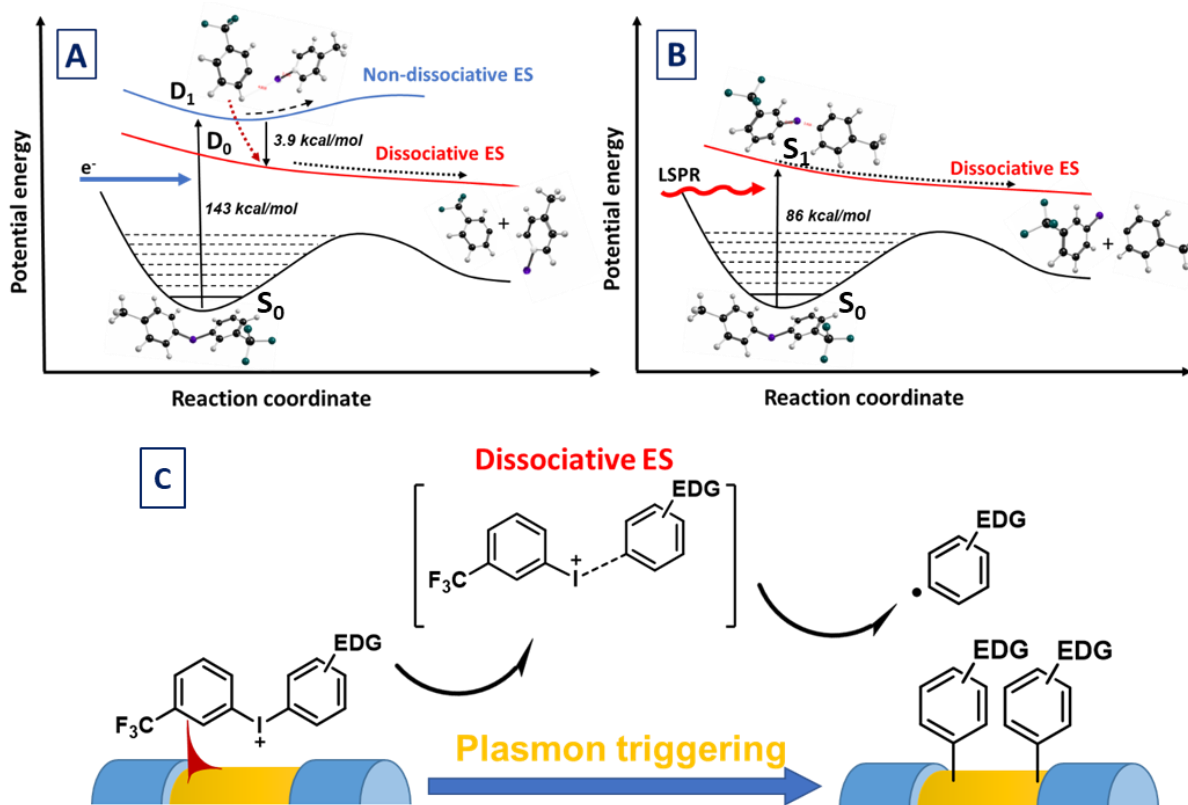 A
Potential energy
D₁
Non-dissociative ES
D₀
3.9 kcal/mol
Dissociative ES
e⁻
143 kcal/mol
+
S₀
Reaction coordinate
B
Potential energy
S₁
Dissociative ES
LSPR
86 kcal/mol
+
S₀
Reaction coordinate
C
Dissociative ES
EDG
F₃C
I
+
EDG
EDG
F₃C
I
+
EDG
EDG
Plasmon triggering